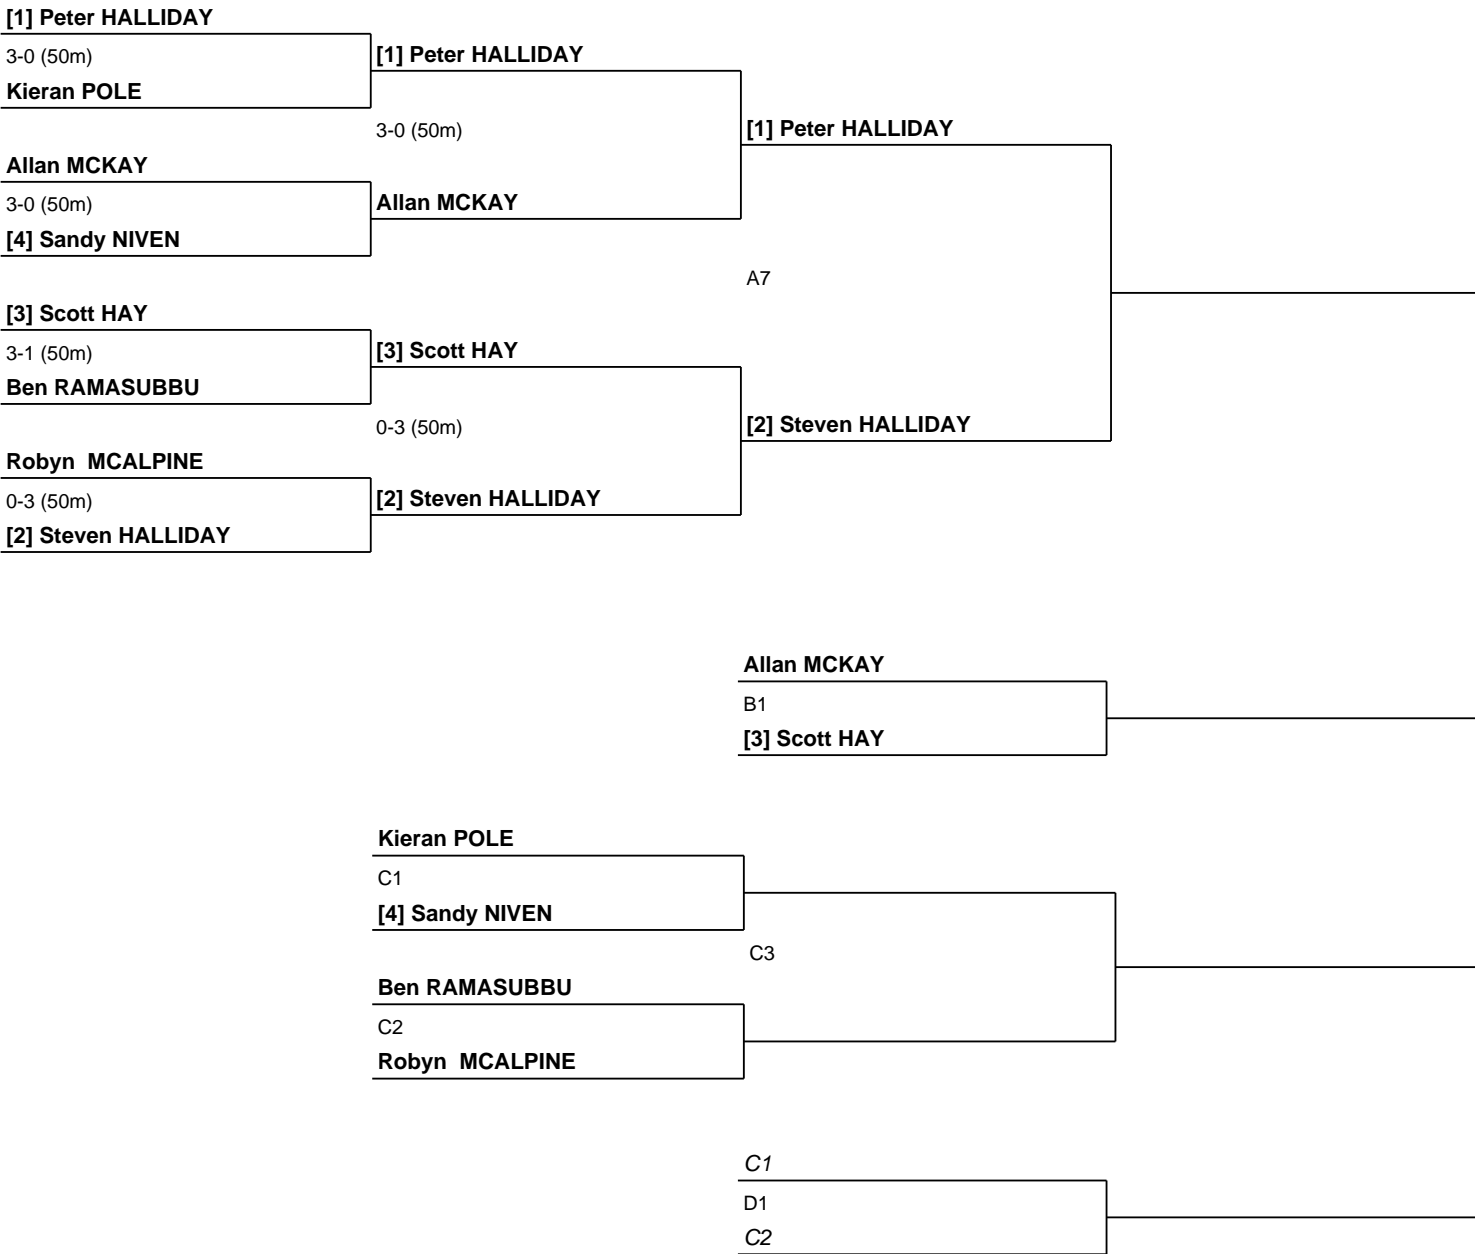 [1] Peter HALLIDAY
3-0 (50m)
[1] Peter HALLIDAY
Kieran POLE
3-0 (50m)
[1] Peter HALLIDAY
Allan MCKAY
3-0 (50m)
Allan MCKAY
[4] Sandy NIVEN
A7
[3] Scott HAY
3-1 (50m)
[3] Scott HAY
Ben RAMASUBBU
0-3 (50m)
[2] Steven HALLIDAY
Robyn  MCALPINE
0-3 (50m)
[2] Steven HALLIDAY
[2] Steven HALLIDAY
Allan MCKAY
B1
[3] Scott HAY
Kieran POLE
C1
[4] Sandy NIVEN
C3
Ben RAMASUBBU
C2
Robyn  MCALPINE
C1
D1
C2